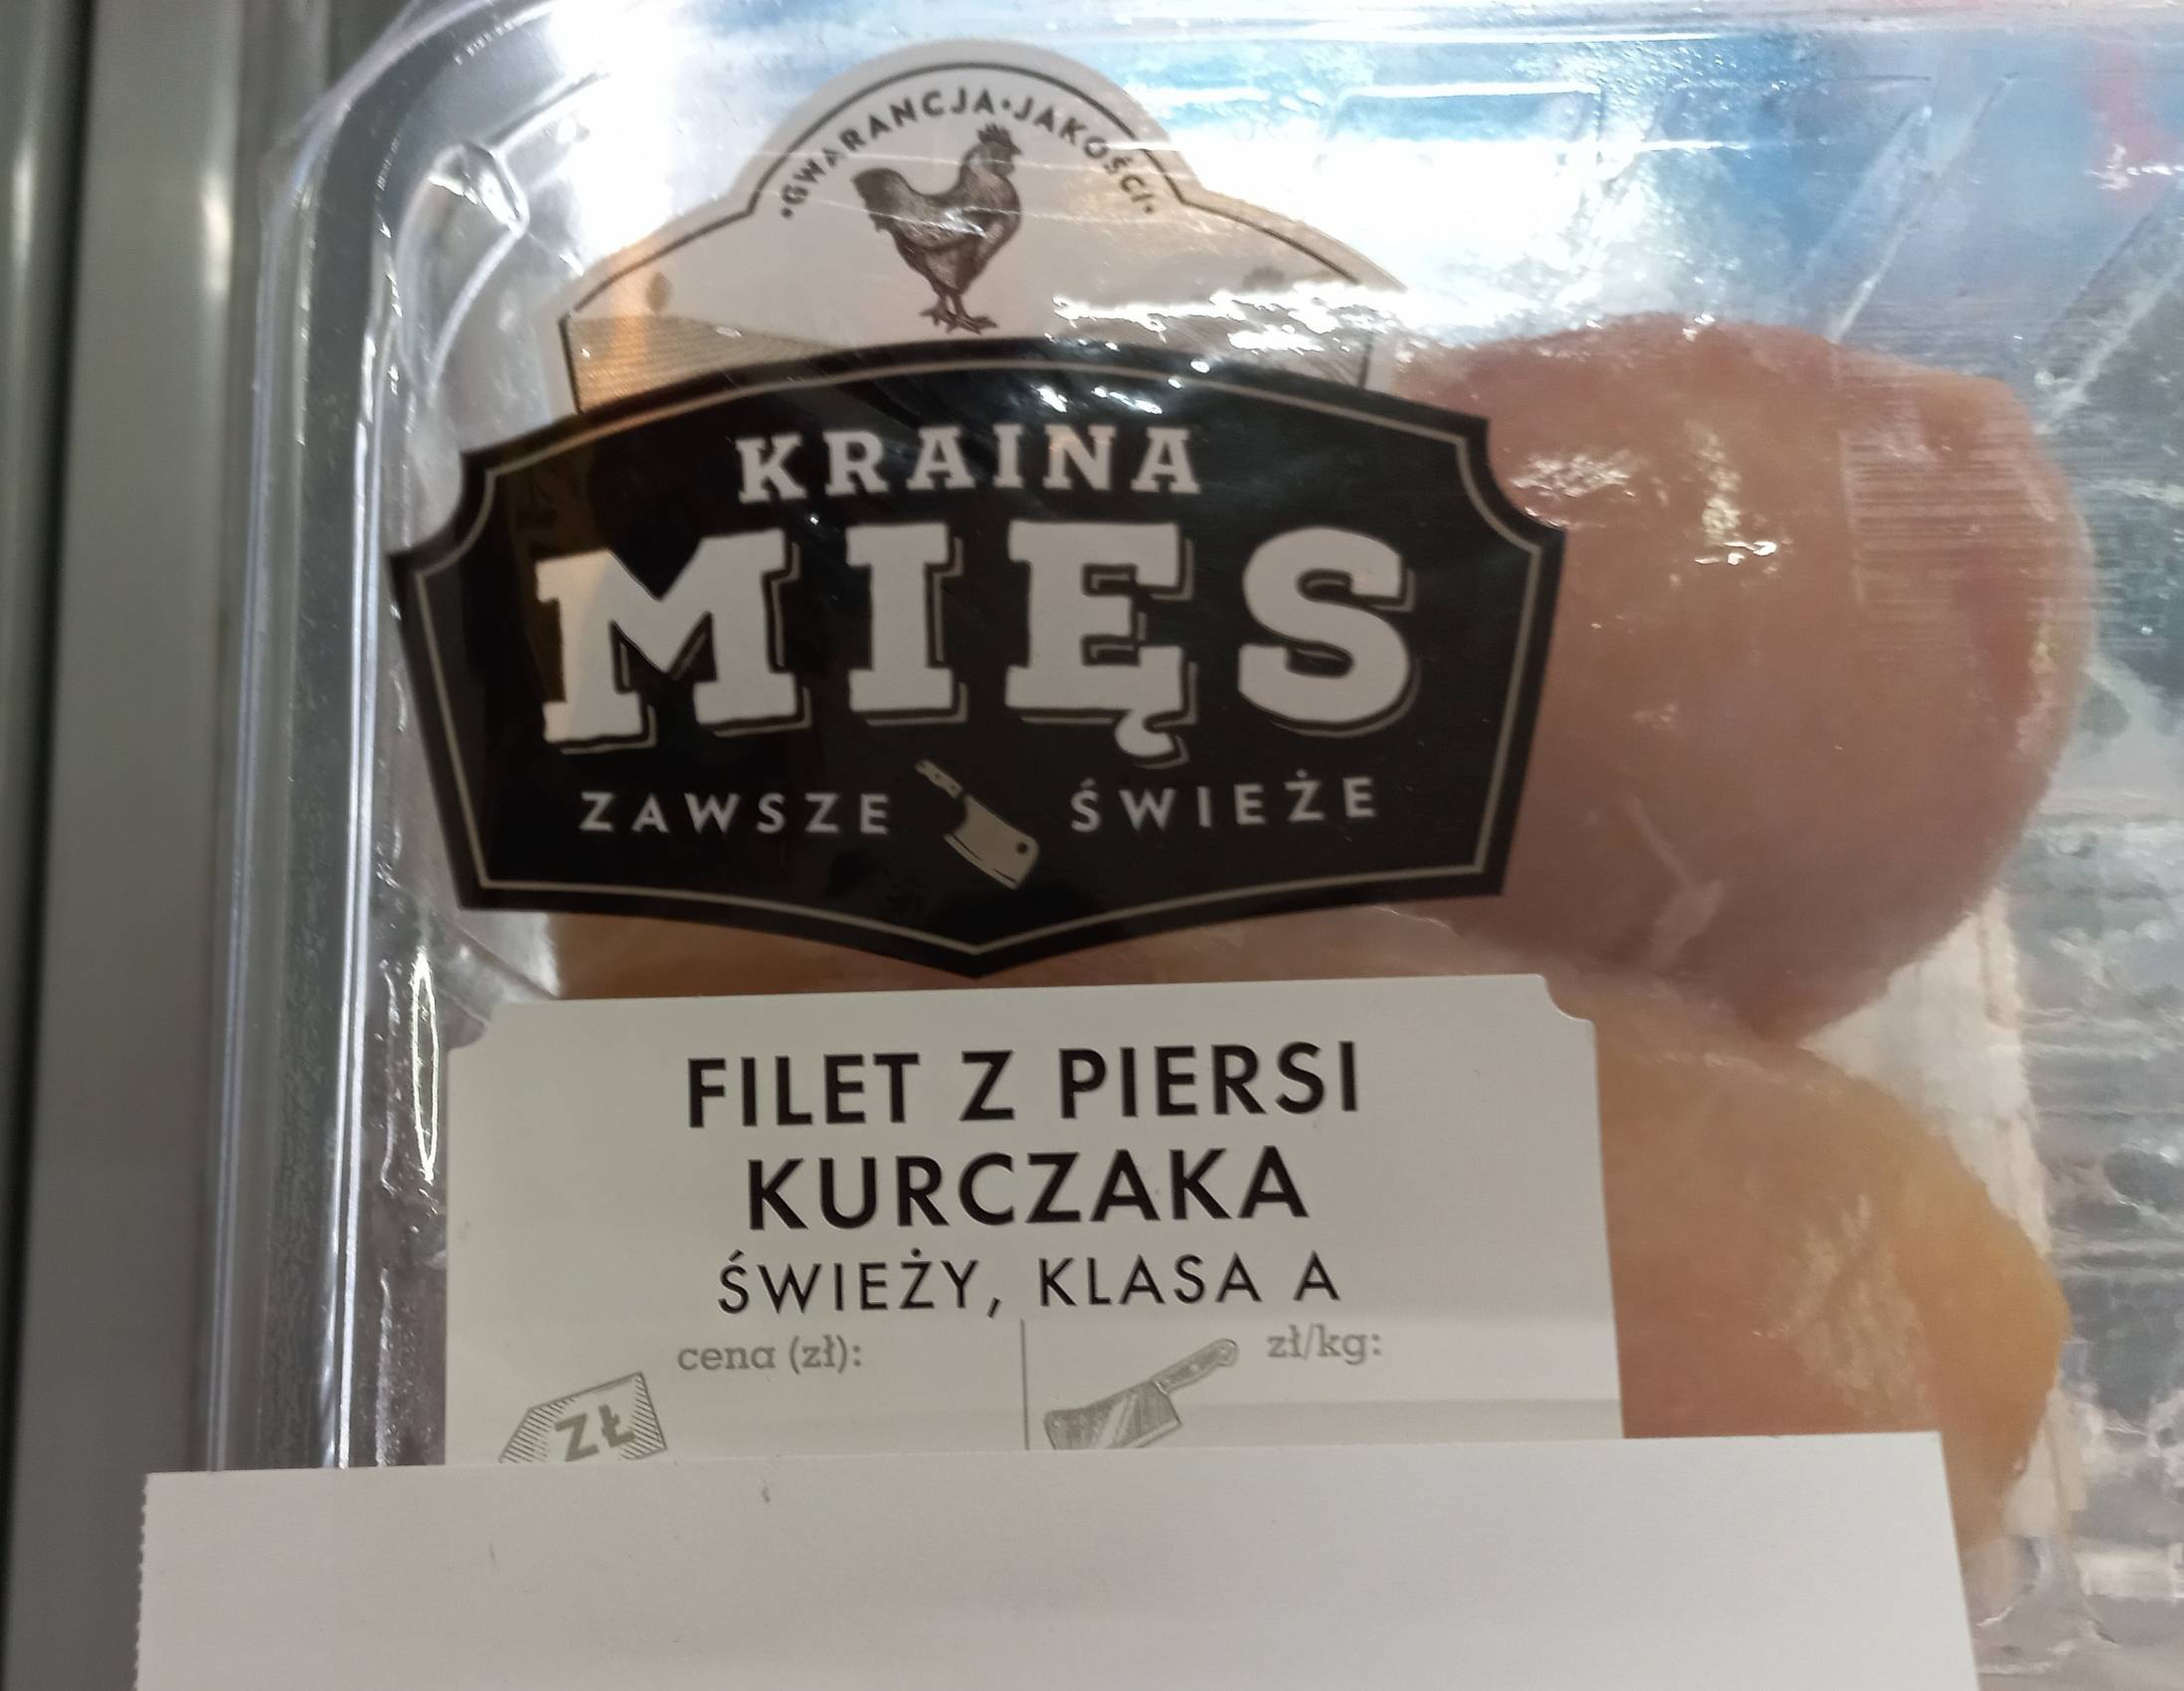 •GWARANCJA•JAKOŚCI•
KRAINA
MIĘS
ZAWSZE ŚWIEŻE
FILET Z PIERSI
KURCZAKA
ŚWIEŻY, KLASA A
cena (zł): zł/kg:
ZŁ